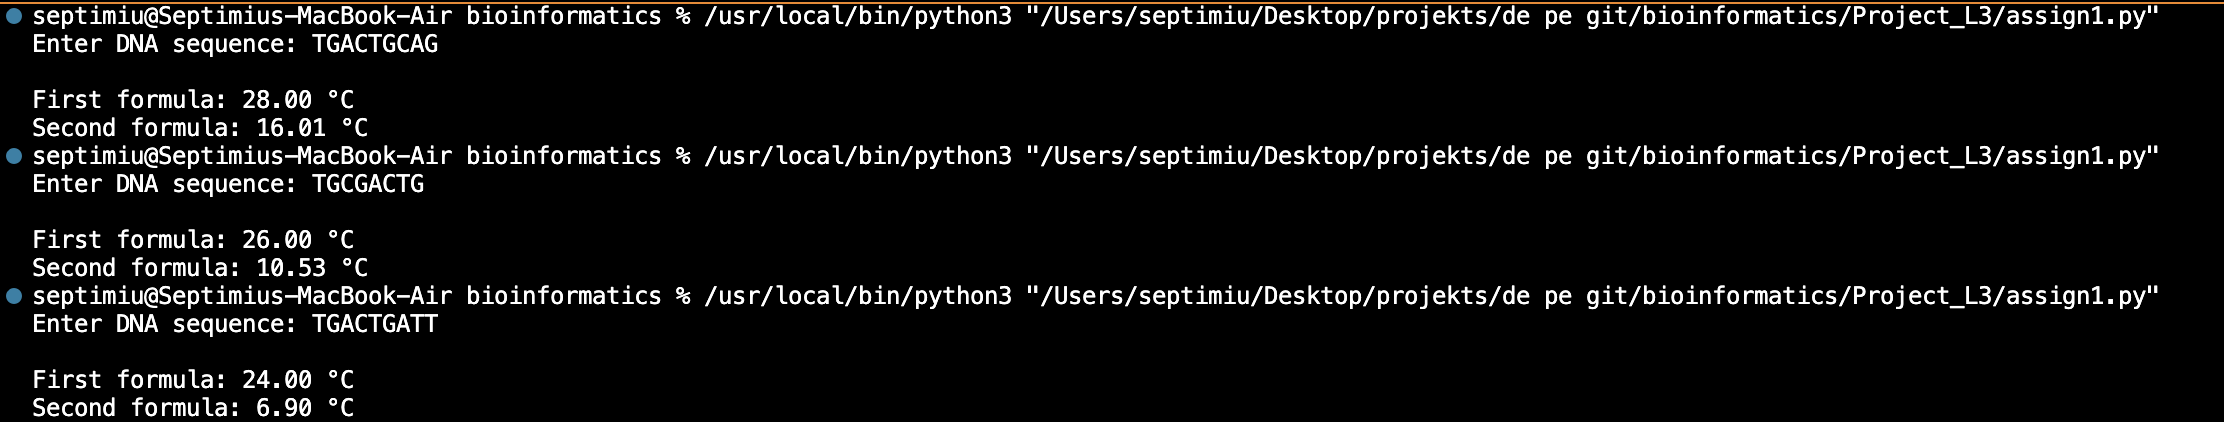 septimiu@Septimius-MacBook-Air bioinformatics % /usr/local/bin/python3 "/Users/septimiu/Desktop/projekts/de pe git/bioinformatics/Project_L3/assign1.py"
Enter DNA sequence: TGACTGCAG
First formula: 28.00 °C
Second formula: 16.01 °C
septimiu@Septimius-MacBook-Air bioinformatics % /usr/local/bin/python3 "/Users/septimiu/Desktop/projekts/de pe git/bioinformatics/Project_L3/assign1.py"
Enter DNA sequence: TGCGACTG
First formula: 26.00 °C
Second formula: 10.53 °C
septimiu@Septimius-MacBook-Air bioinformatics % /usr/local/bin/python3 "/Users/septimiu/Desktop/projekts/de pe git/bioinformatics/Project_L3/assign1.py"
Enter DNA sequence: TGACTGATT
First formula: 24.00 °C
Second formula: 6.90 °C